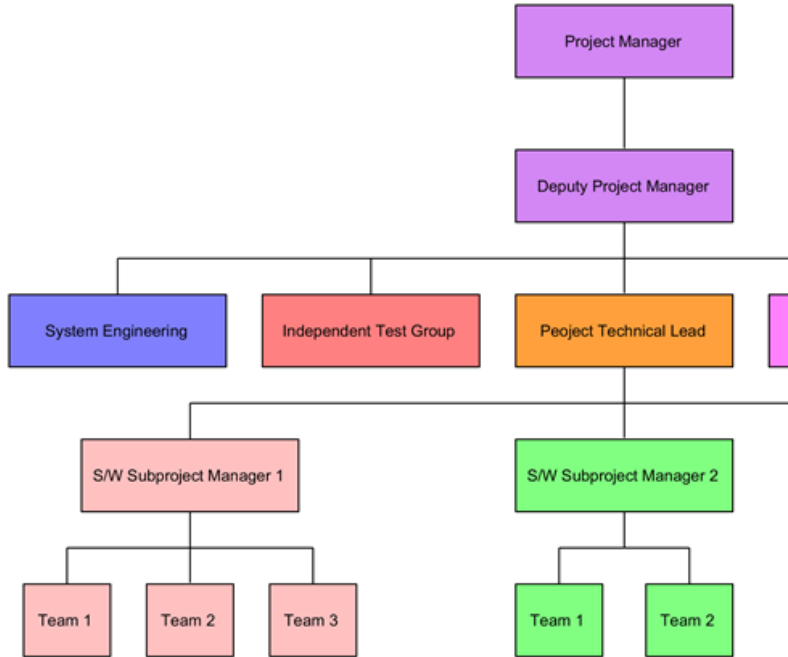 Project Manager
Deputy Project Manager
System Engineering
Independent Test Group
Peoject Technical Lead
S/W Subproject Manager 1
S/W Subproject Manager 2
Team 1
Team 2
Team 3
Team 1
Team 2